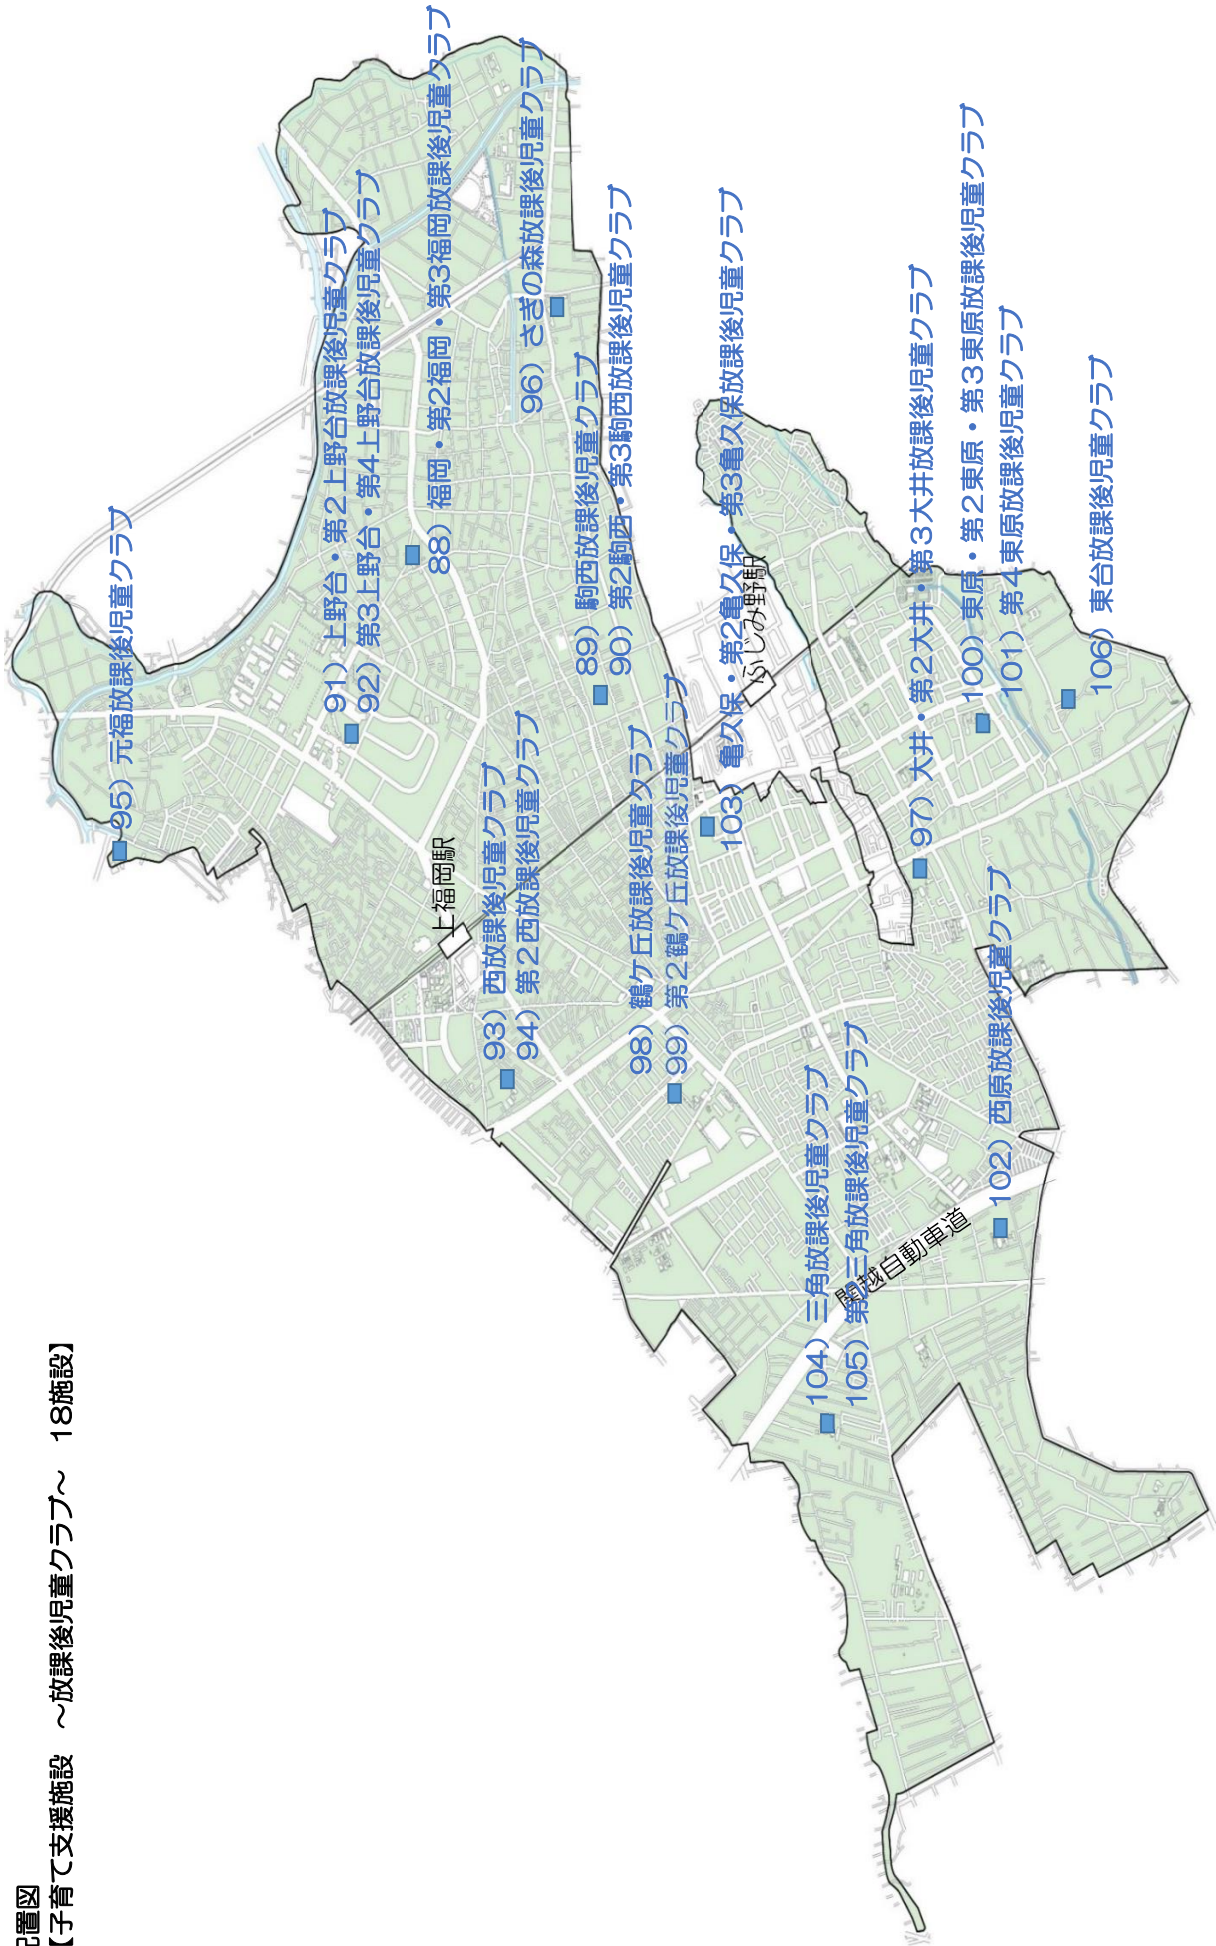 配置図
【子育て支援施設　～放課後児童クラブ～　18施設】
95）元福放課後児童クラブ
91）上野台・第２上野台放課後児童クラブ
92）第3上野台・第４上野台放課後児童クラブ
88）福岡・第2福岡・第3福岡放課後児童クラブ
96）さぎの森放課後児童クラブ
89）駒西放課後児童クラブ
90）第2駒西・第3駒西放課後児童クラブ
上福岡駅
93）西放課後児童クラブ
94）第２西放課後児童クラブ
98）鶴ケ丘放課後児童クラブ
99）第２鶴ケ丘放課後児童クラブ
103）亀久保・第2亀久保・第3亀久保放課後児童クラブ
ふじみ野駅
97）大井・第２大井・第３大井放課後児童クラブ
100）東原・第２東原・第３東原放課後児童クラブ
101）第４東原放課後児童クラブ
106）東台放課後児童クラブ
102）西原放課後児童クラブ
104）三角放課後児童クラブ
105）第２三角放課後児童クラブ
関越自動車道